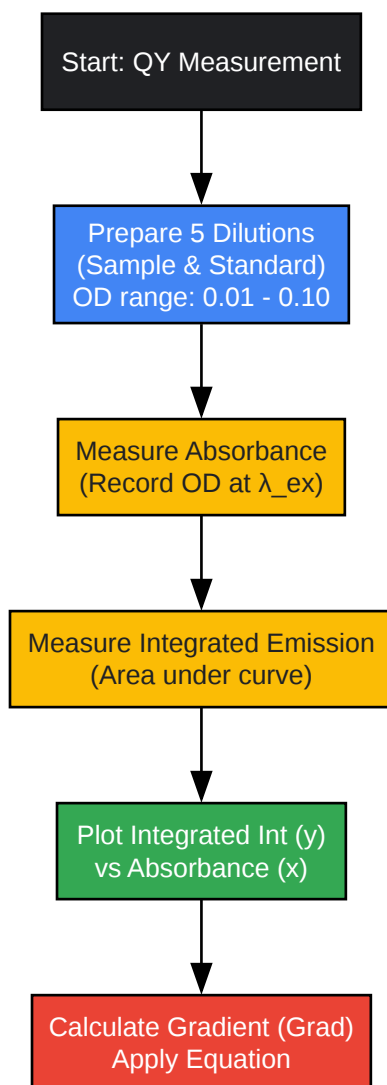 Start: QY Measurement
Prepare 5 Dilutions
(Sample & Standard)
OD range: 0.01 - 0.10
Measure Absorbance
(Record OD at λ_ex)
Measure Integrated Emission
(Area under curve)
Plot Integrated Int (y)
vs Absorbance (x)
Calculate Gradient (Grad)
Apply Equation